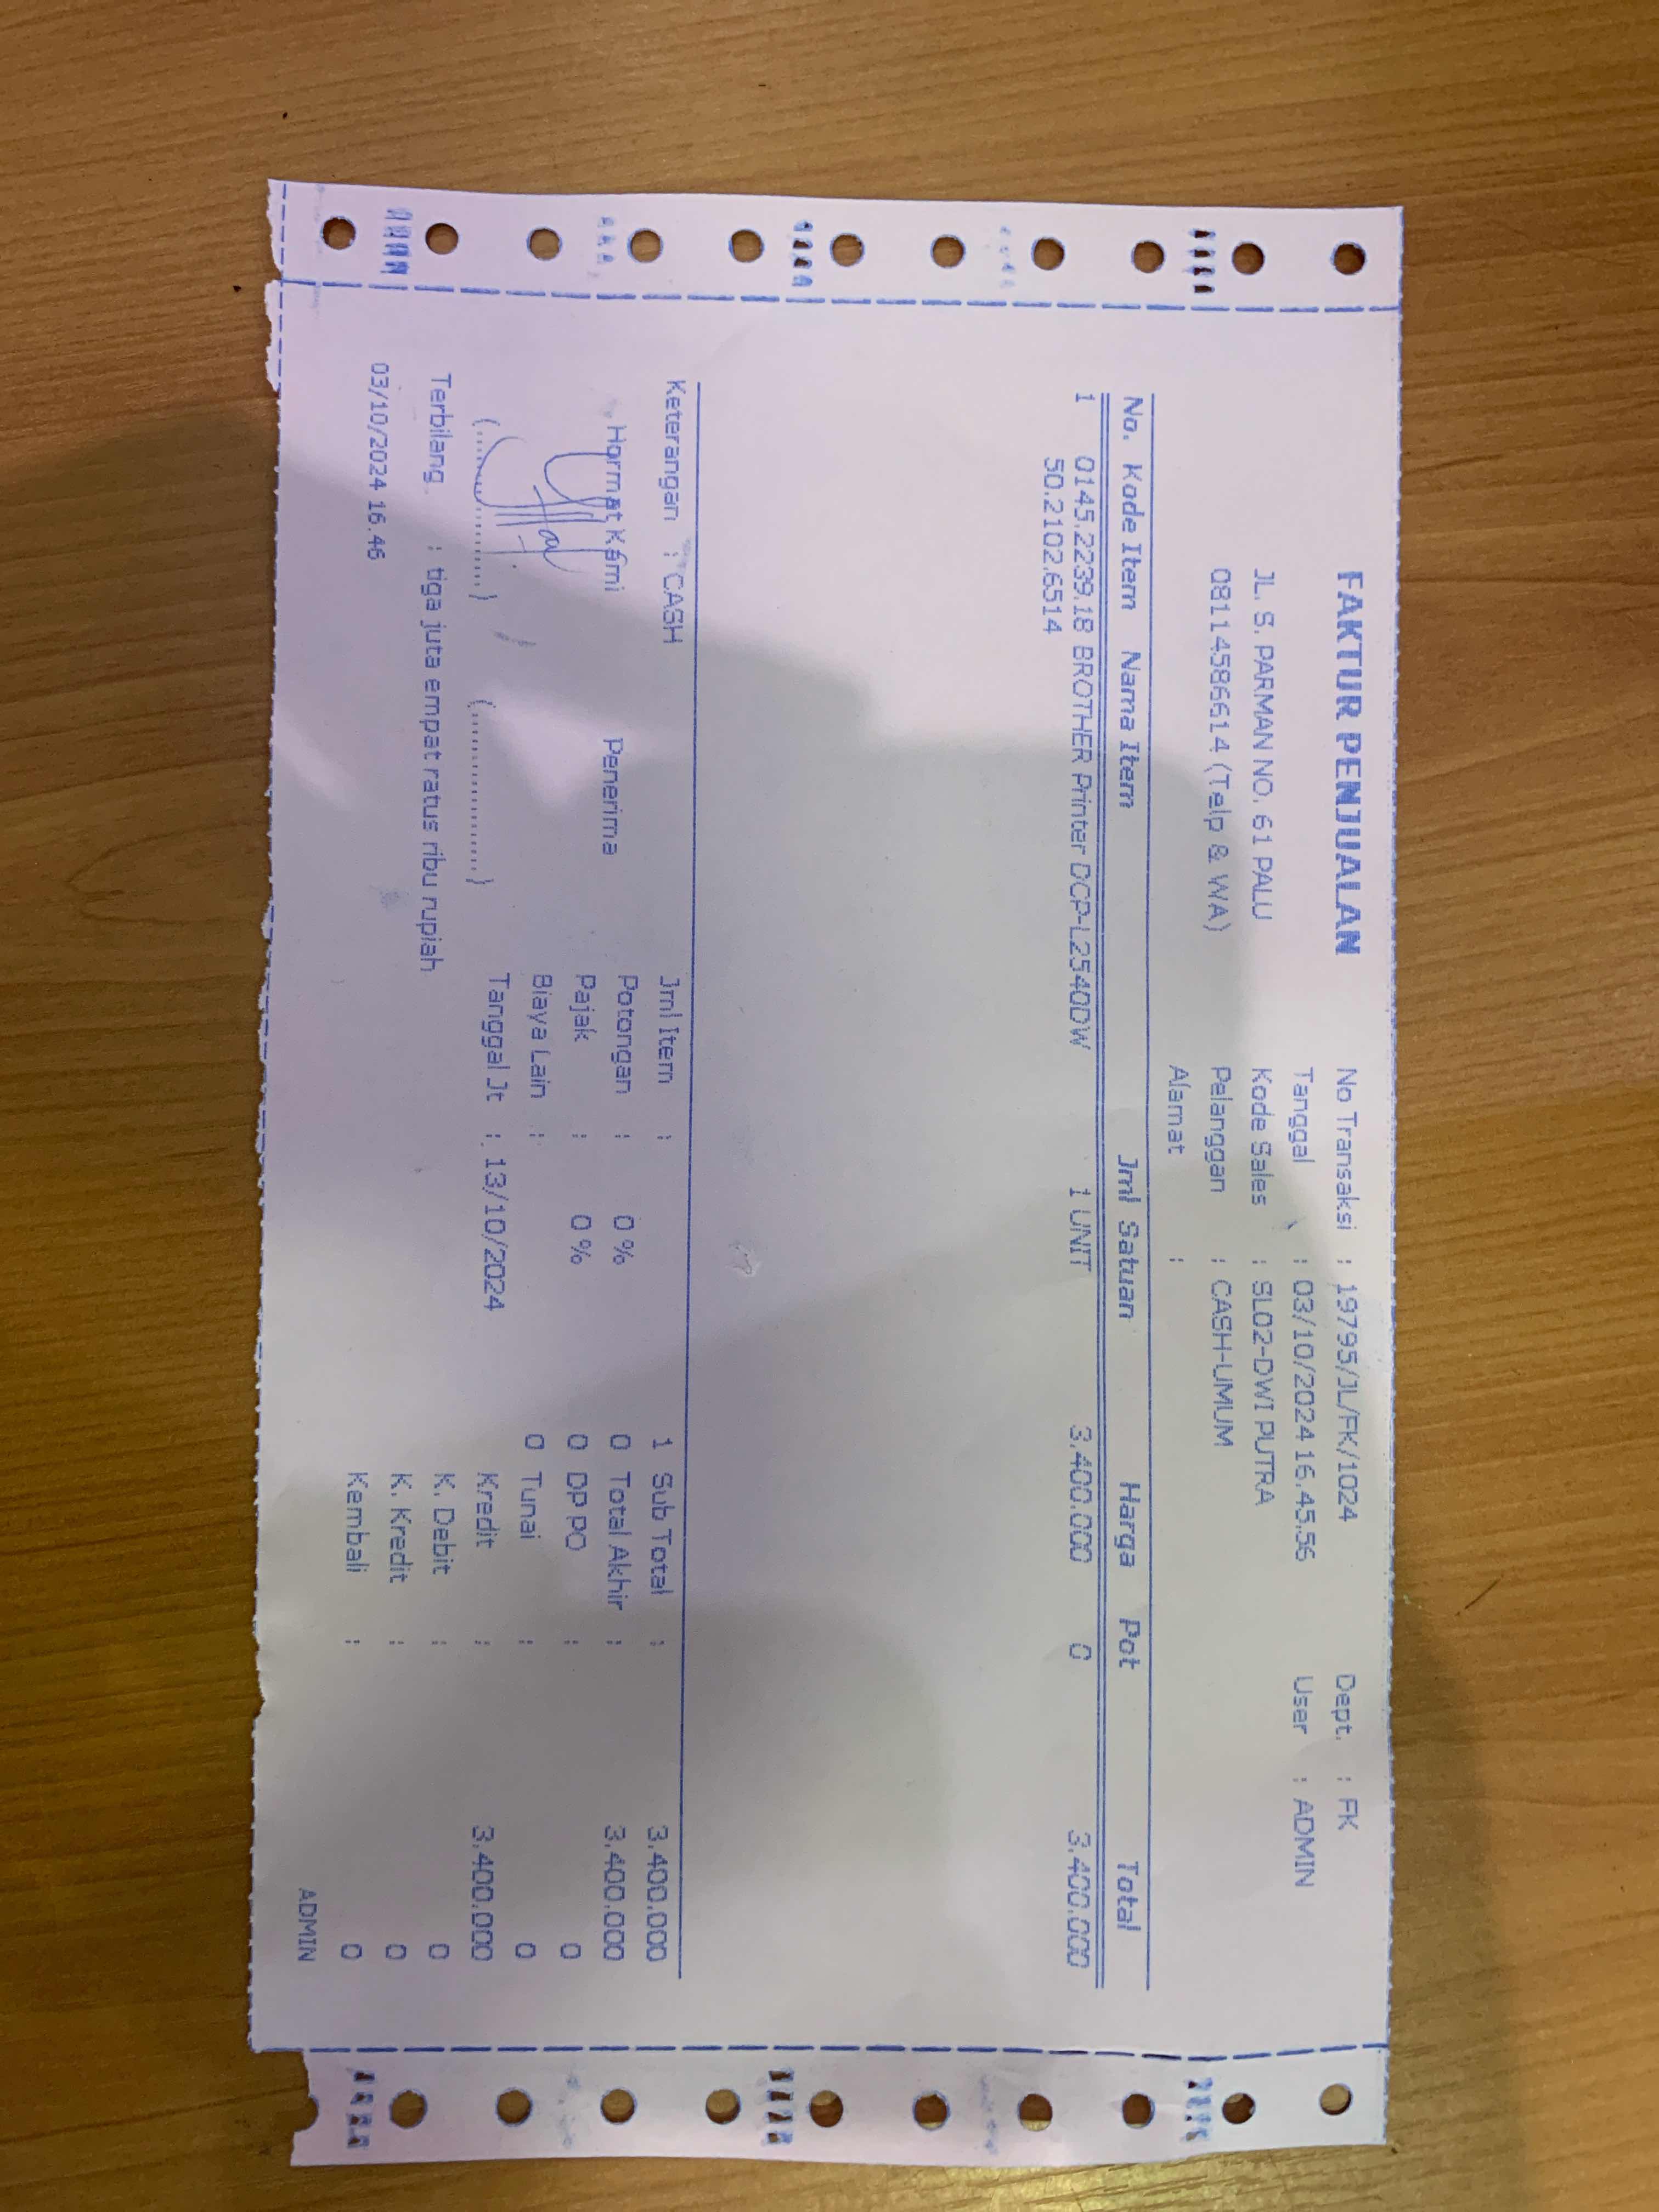 FAKTUR PENJUALAN
JL. S. PARMAN NO. 61 PALU
08114586614 (Telp & WA)
No Transaksi : 19795/JL/FK/1024 Dept. : FK
Tanggal : 03/10/2024 16.45.56 User : ADMIN
Kode Sales : SL02-DWI PUTRA
Pelanggan : CASH-UMUM
Alamat :
No. Kode Item Nama Item Jml Satuan Harga Pot Total
1 0145.2239.18 BROTHER Printer DCP-L2540DW 1 UNIT 3.400.000 0 3.400.000
50.2102.6514
Keterangan : CASH Jml Item : 1 Sub Total : 3.400.000
Hormat Kami Penerima Potongan : 0 % 0 Total Akhir : 3.400.000
Pajak : 0 % 0 DP PO : 0
Biaya Lain : 0 Tunai : 0
(................) (................) Tanggal Jt : 13/10/2024 Kredit : 3.400.000
Terbilang : tiga juta empat ratus ribu rupiah K. Debit : 0
03/10/2024 16.46 K. Kredit : 0
Kembali : 0
ADMIN